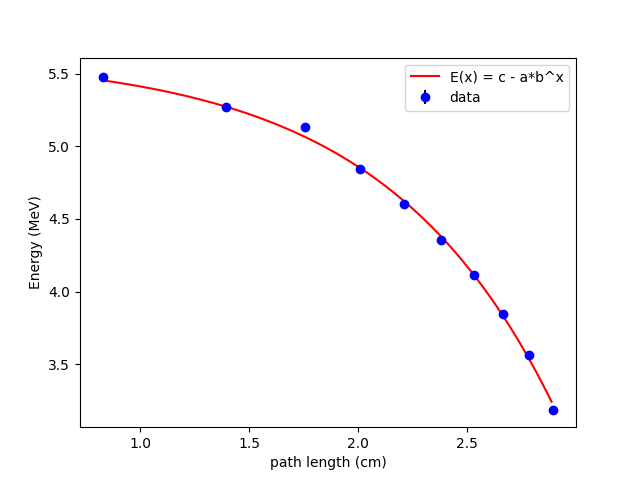 E(x) = c - a*b^x
data
5.5
5.0
4.5
4.0
3.5
Energy (MeV)
1.0 1.5 2.0 2.5
path length (cm)